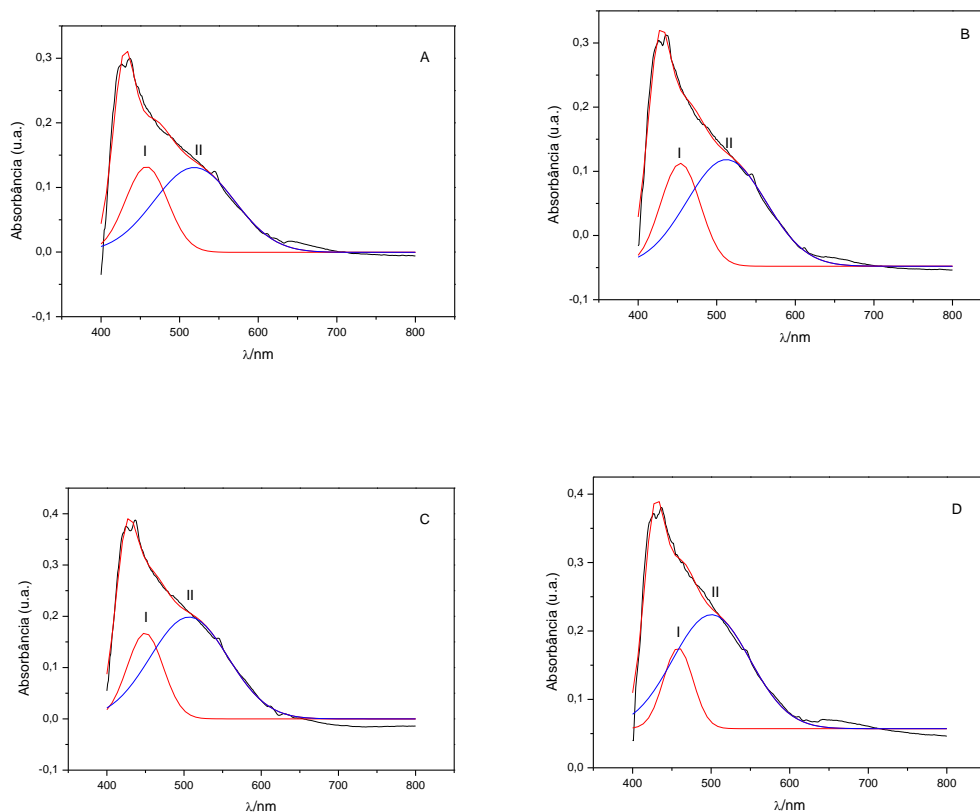 A
0,3
0,2
0,1
0,0
-0,1
Absorbância (u.a.)
I
II
400 500 600 700 800
λ/nm
B
0,3
0,2
0,1
0,0
-0,1
Absorbância (u.a.)
I
II
400 500 600 700 800
λ/nm
C
0,4
0,3
0,2
0,1
0,0
-0,1
Absorbância (u.a.)
I
II
400 500 600 700 800
λ/nm
D
0,4
0,3
0,2
0,1
0,0
Absorbância (u.a.)
I
II
400 500 600 700 800
λ/nm